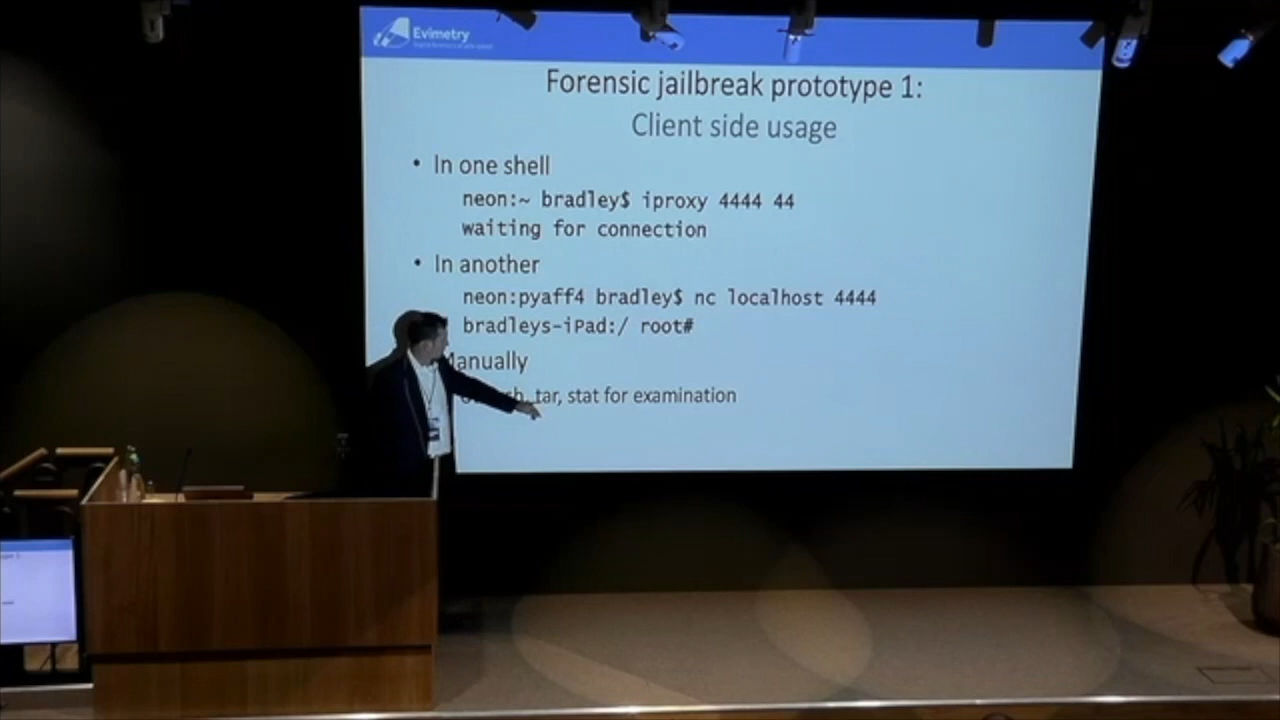 Evimetry
Forensic jailbreak prototype 1:
Client side usage
• In one shell
neon:~ bradley$ iproxy 4444 44
waiting for connection
• In another
neon:pyaff4 bradley$ nc localhost 4444
bradleys-iPad:/ root#
Manually
tar, stat for examination